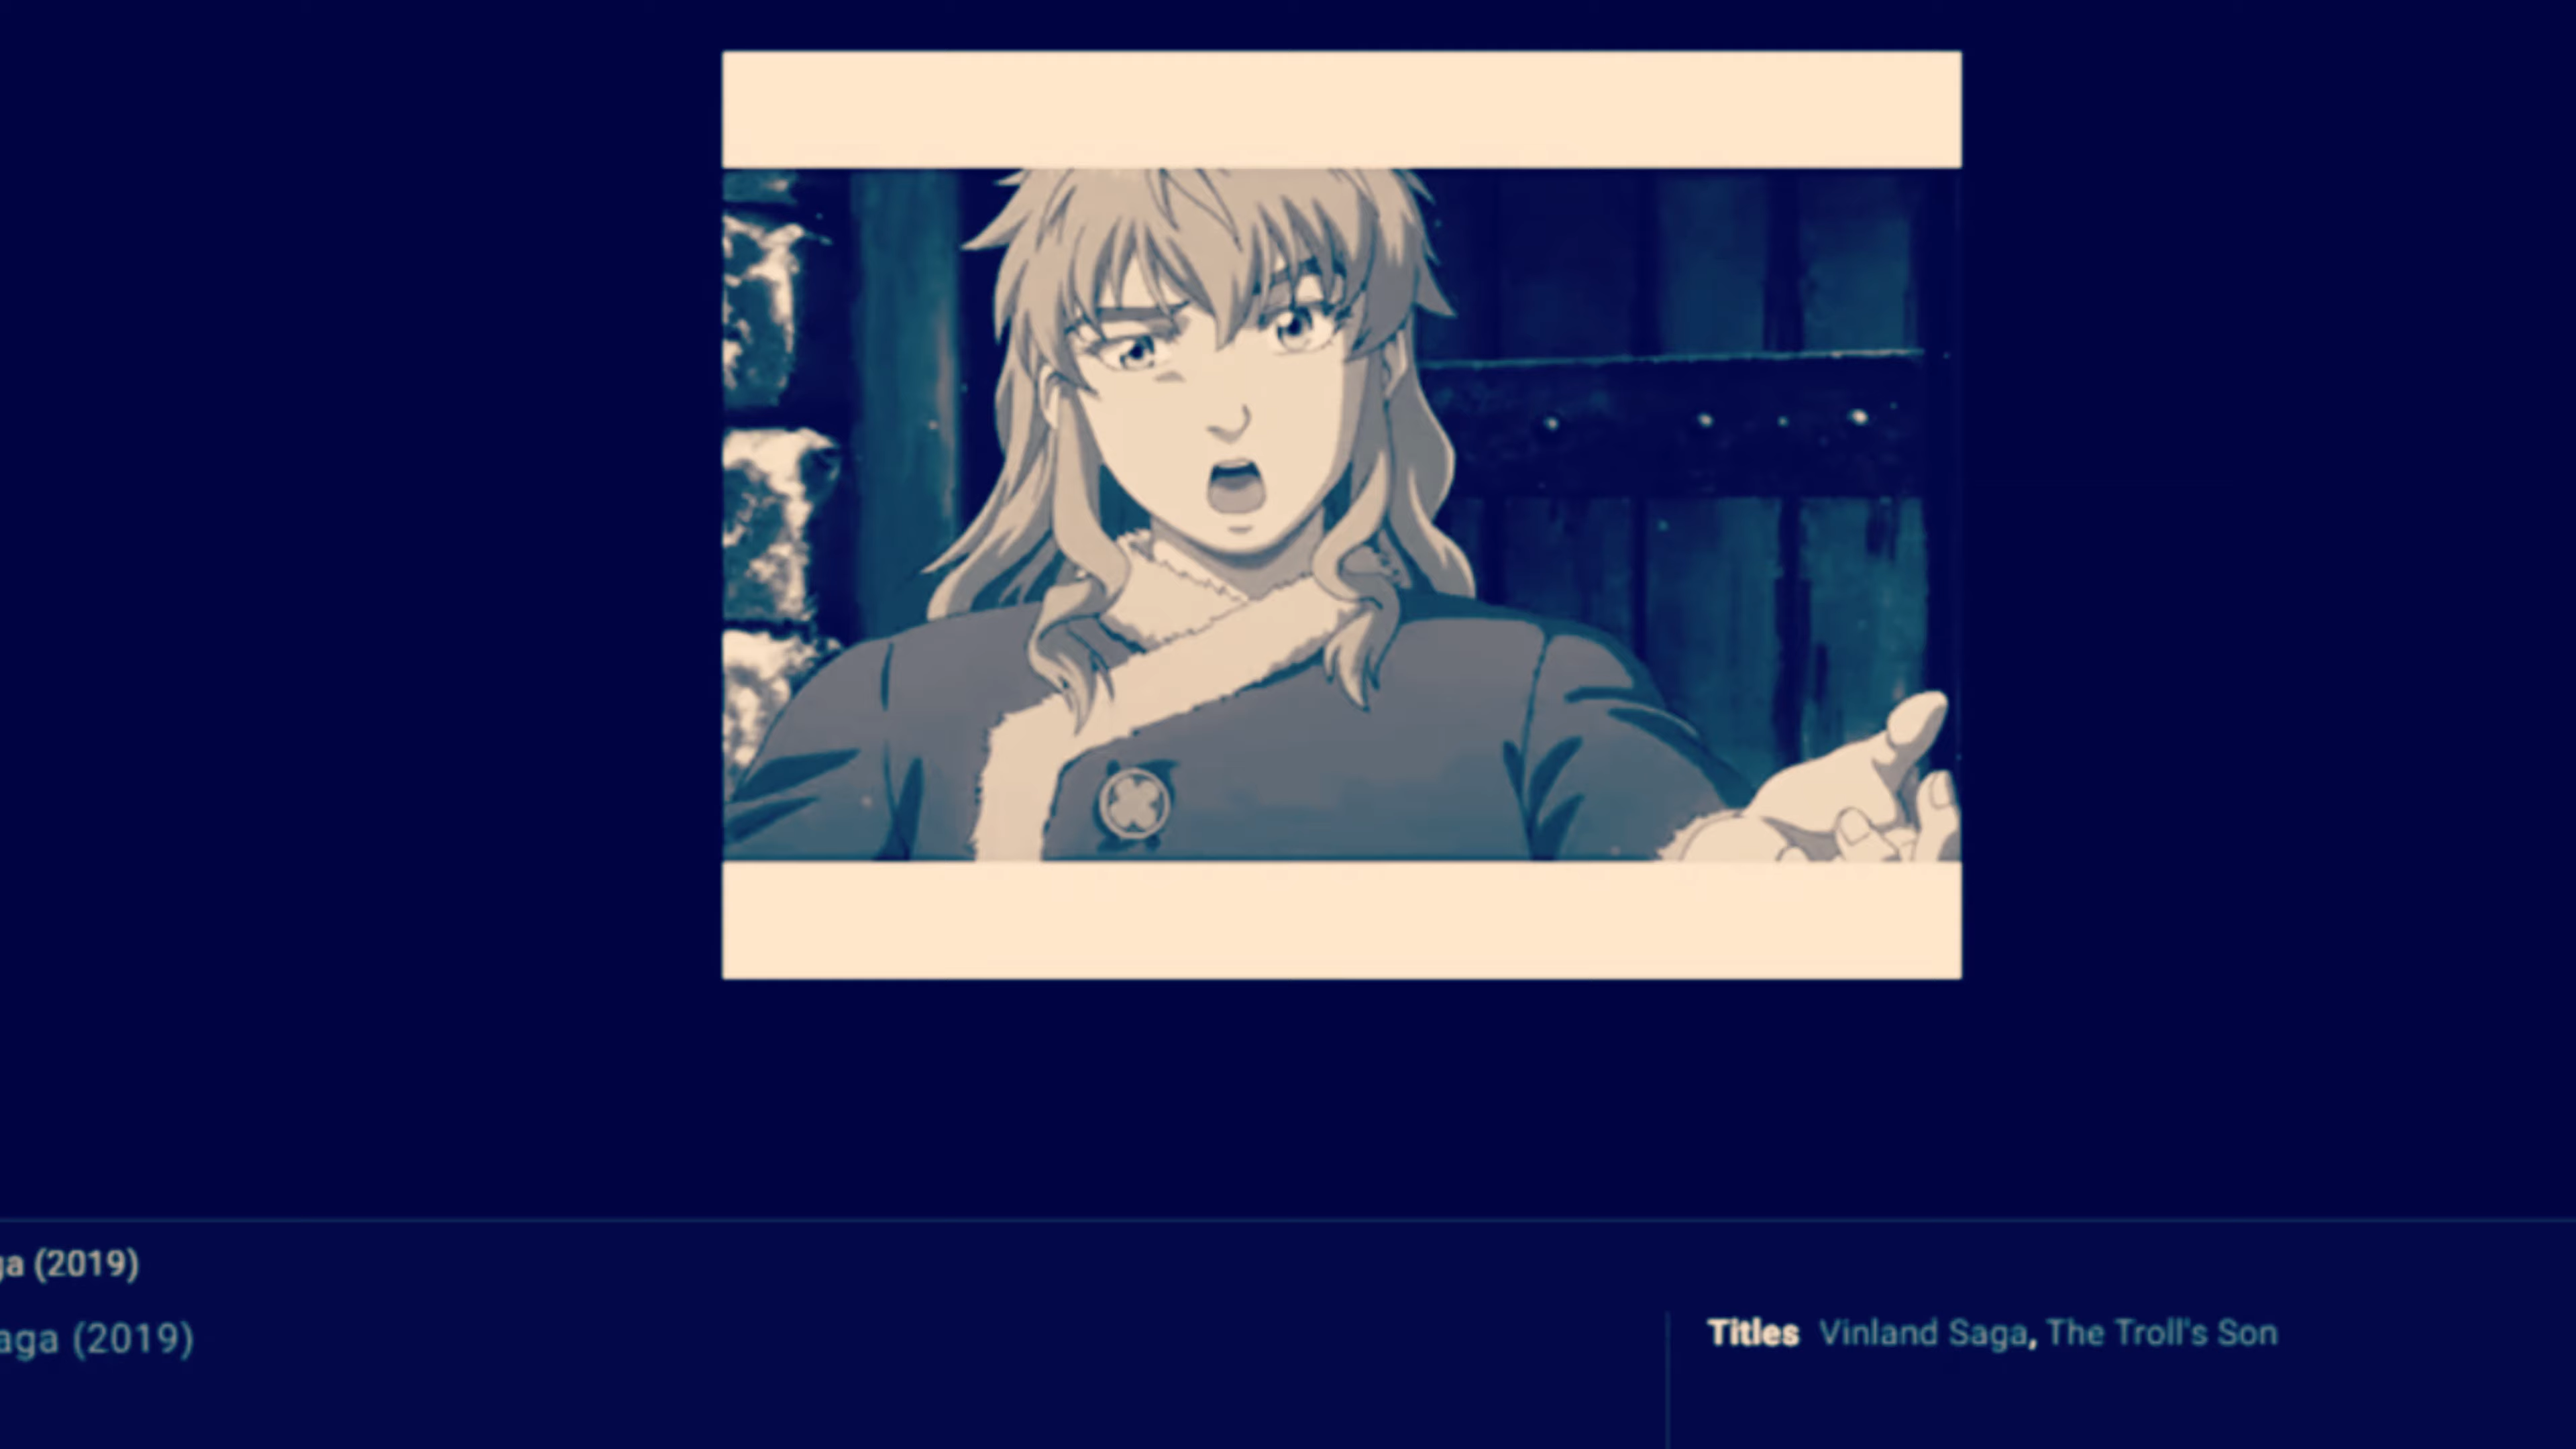 ga (2019)
aga (2019)
Titles Vinland Saga, The Troll's Son